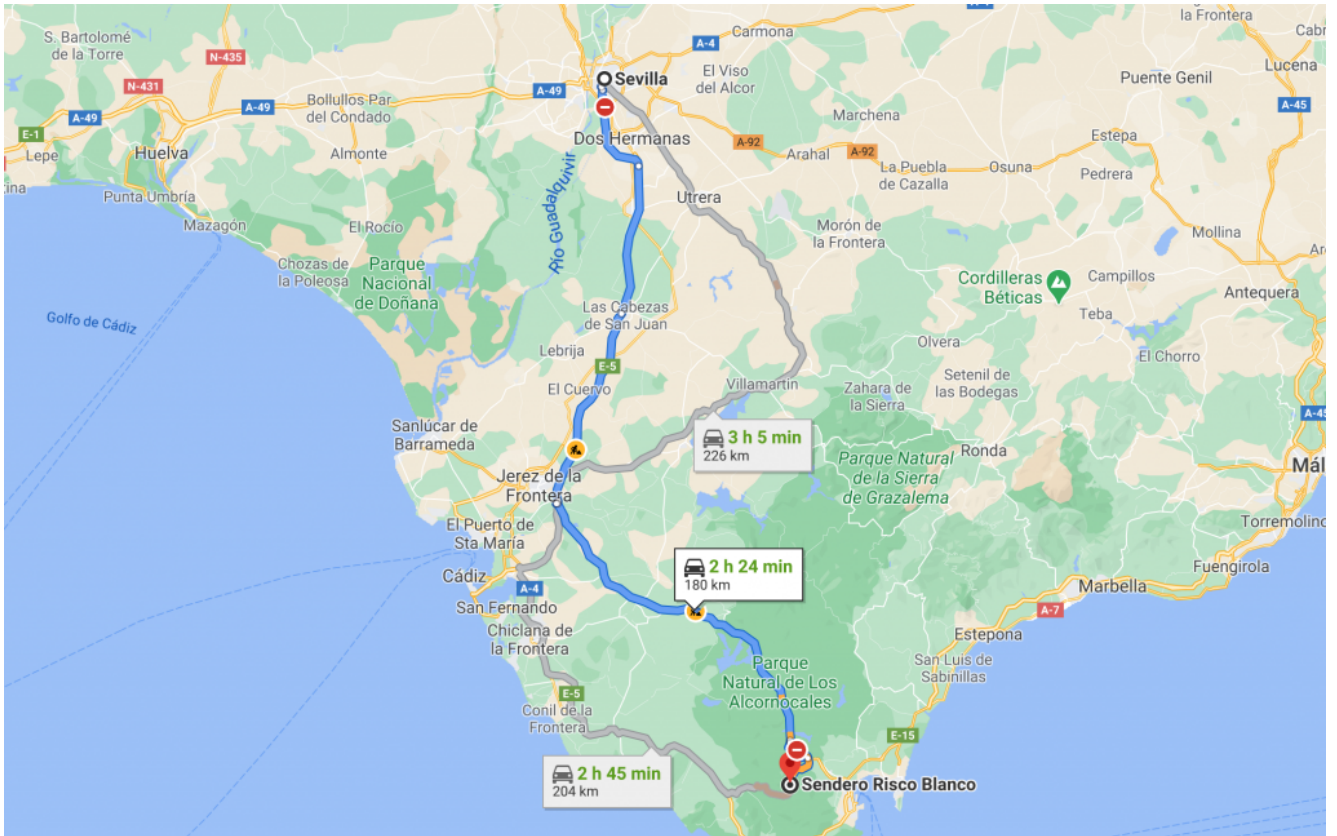 la Frontera
A-4
Carmona
Cabr
S. Bartolomé
de la Torre
N-435
A-4
Lucena
Sevilla
El Viso
del Alcor
Puente Genil
N-431
A-49
A-49
Bollullos Par
del Condado
A-49
A-45
Marchena
E-1
Dos Hermanas
A-92
Estepa
Lepe
Huelva
Almonte
Arahal
A-92
La Puebla
de Cazalla
Osuna
Pedrera
tina
Punta Umbría
Río Guadalquivir
Utrera
Mazagón
El Rocío
Morón de
la Frontera
Mollina
Chozas de
la Poleosa
Parque
Nacional
de Doñana
Cordilleras
Béticas
Campillos
Antequera
Golfo de Cádiz
Las Cabezas
de San Juan
Teba
Lebrija
Olvera
El Chorro
E-5
El Cuervo
Villamartin
Zahara de
la Sierra
Setenil de
las Bodegas
A-45
Sanlúcar de
Barrameda
3 h 5 min
226 km
Parque Natural
de la Sierra
de Grazalema
Ronda
Mál
Jerez de la
Frontera
El Puerto de
Sta María
Torremolino
2 h 24 min
180 km
Fuengirola
Cádiz
A-4
Marbella
San Fernando
A-7
Chiclana de
la Frontera
Estepona
Parque
Natural de Los
Alcornocales
San Luis de
Sabinillas
E-5
Conil de la
Frontera
E-15
2 h 45 min
204 km
Sendero Risco Blanco